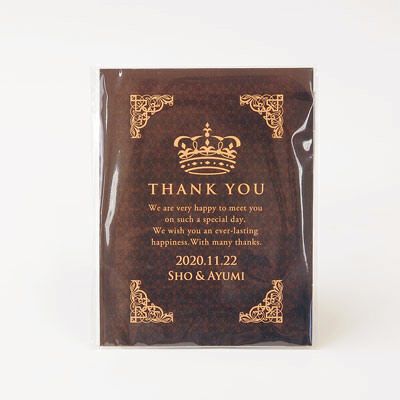 THANK YOU
We are very happy to meet you
on such a special day.
We wish you an ever-lasting
happiness.With many thanks.
2020.11.22
SHO & AYUMI